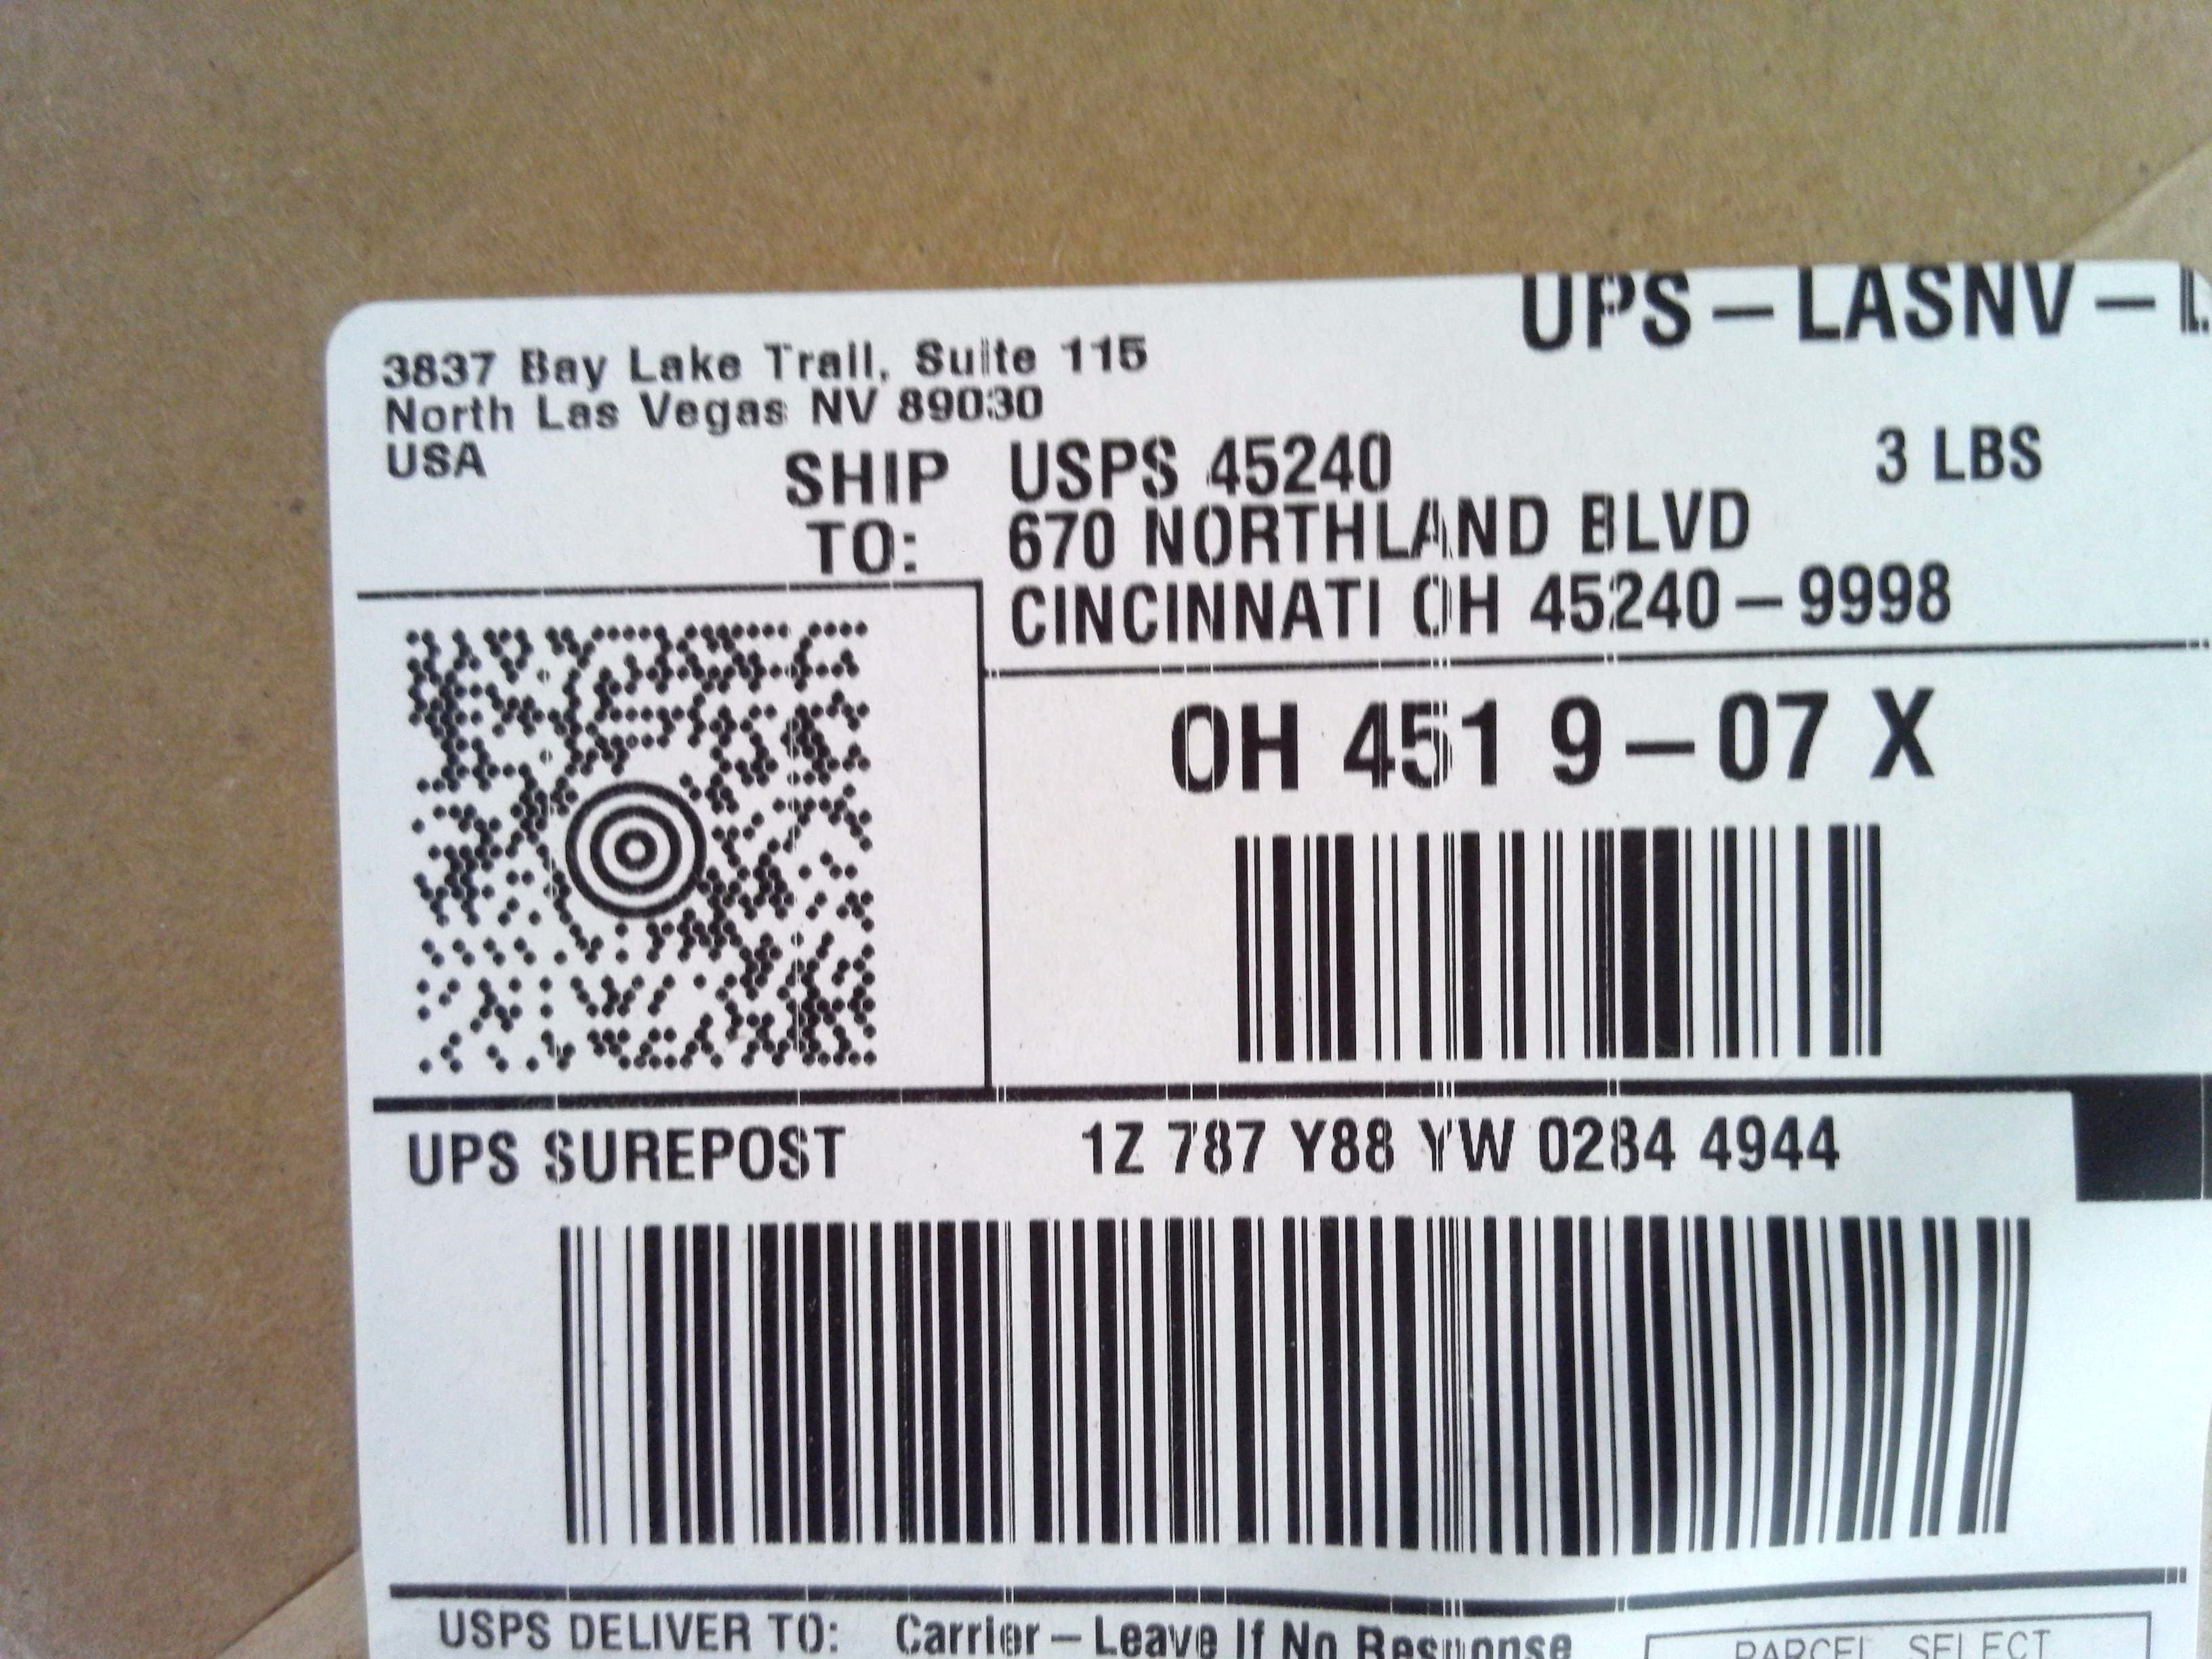 UPS – LASNV –
3837 Bay Lake Trail, Suite 115
North Las Vegas NV 89030
USA
3 LBS
SHIP TO:
USPS 45240
670 NORTHLAND BLVD
CINCINNATI OH 45240 – 9998
OH 451 9 – 07 X
UPS SUREPOST 1Z 787 Y88 YW 0284 4944
USPS DELIVER TO: Carrier – Leave If No Response
PARCEL SELECT